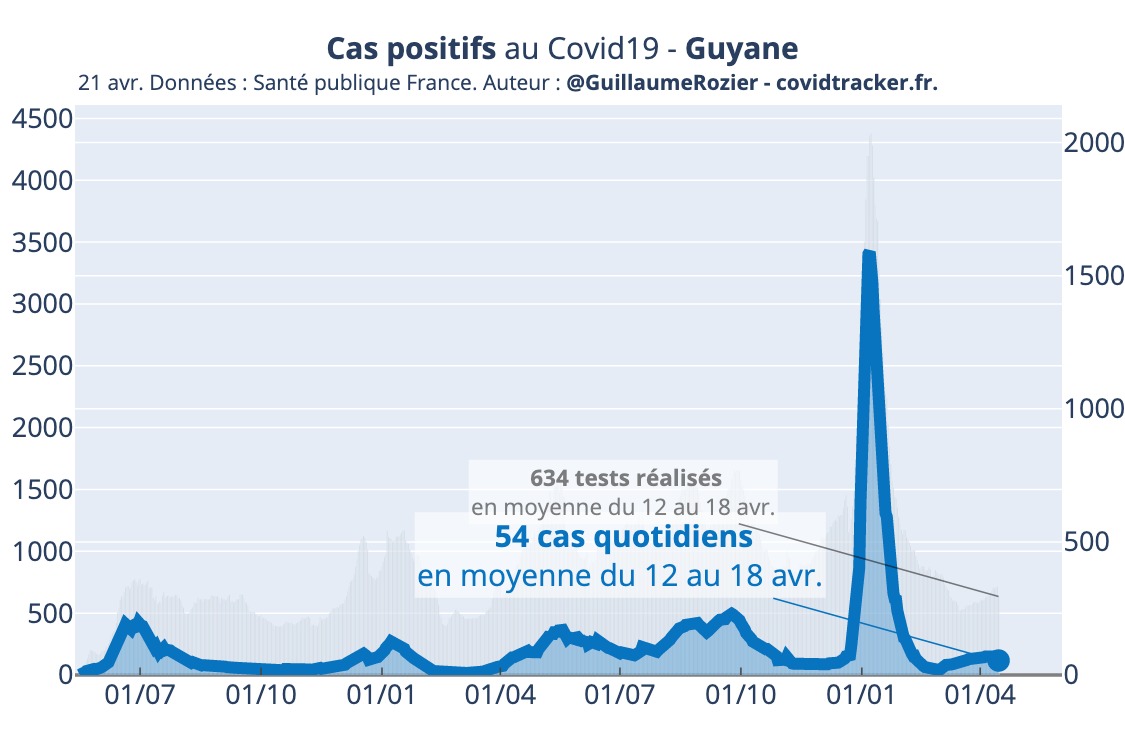 Cas positifs au Covid19 - Guyane
21 avr. Données : Santé publique France. Auteur : @GuillaumeRozier - covidtracker.fr.
4500
4000
3500
3000
2500
2000
1500
1000
500
0
2000
1500
1000
500
0
634 tests réalisés
en moyenne du 12 au 18 avr.
54 cas quotidiens
en moyenne du 12 au 18 avr.
01/07 01/10 01/01 01/04 01/07 01/10 01/01 01/04